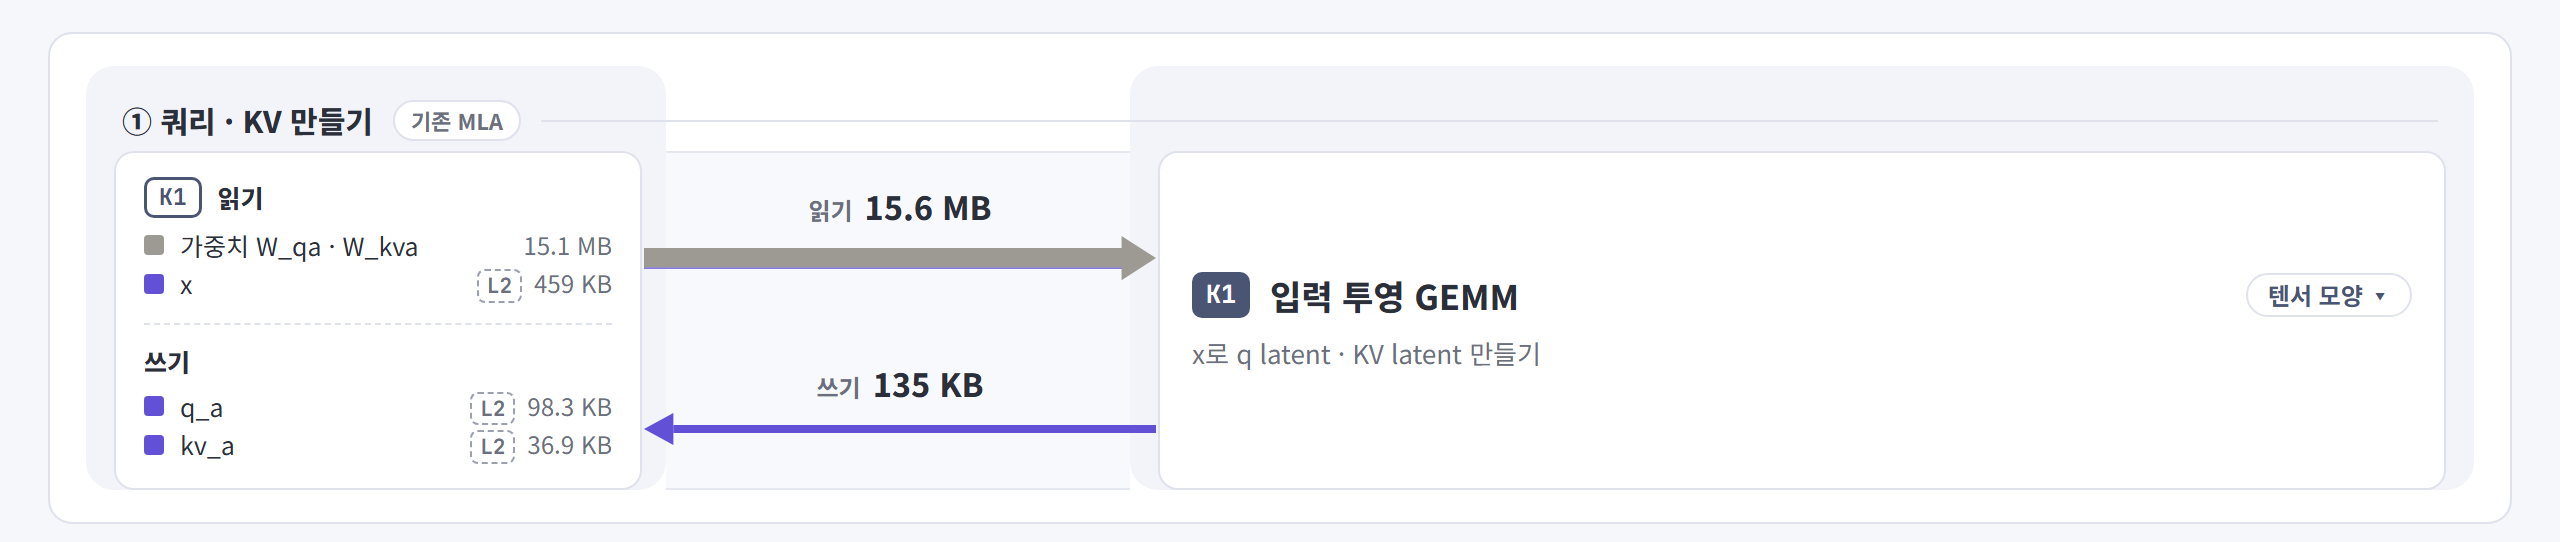 ① 쿼리 · KV 만들기 기존 MLA
K1 읽기
가중치 W_qa · W_kva 15.1 MB
x L2 459 KB
쓰기
q_a L2 98.3 KB
kv_a L2 36.9 KB
읽기 15.6 MB
쓰기 135 KB
K1 입력 투영 GEMM
x로 q latent · KV latent 만들기
텐서 모양 ▼